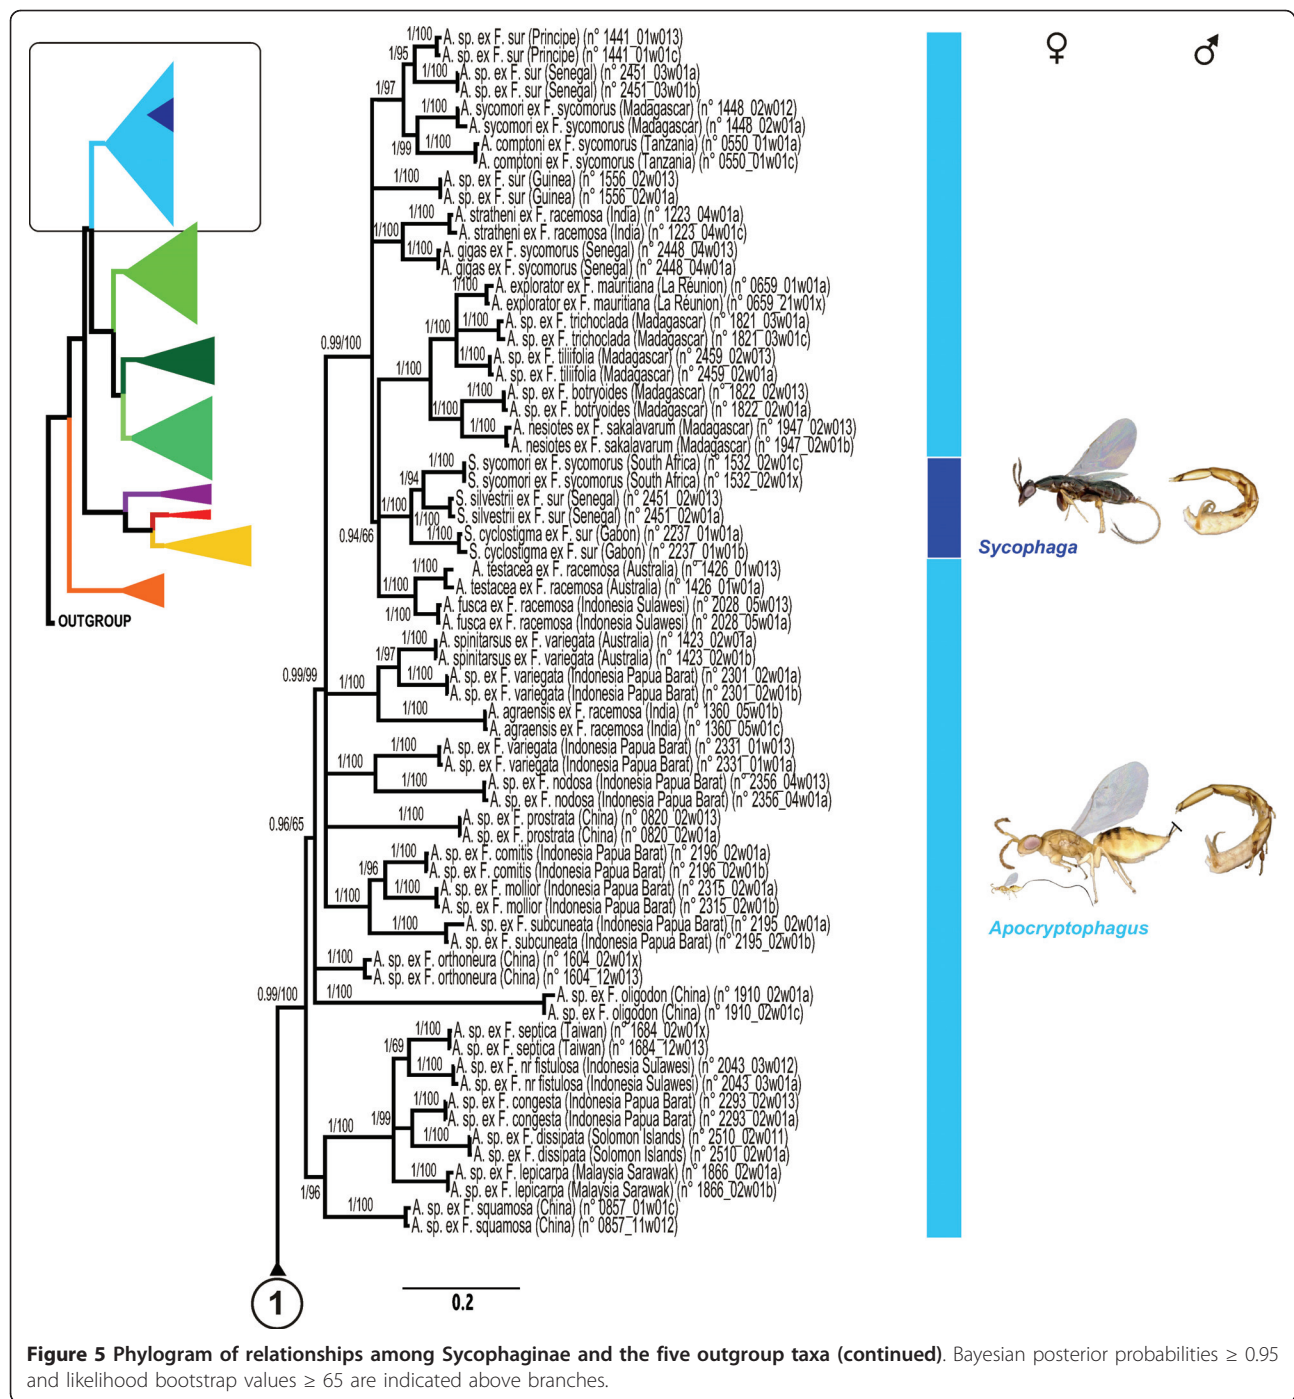 ♀ ♂
1/100
A. sp. ex F. sur (Principe) (n° 1441_01w013)
1/95
A. sp. ex F. sur (Principe) (n° 1441_01w01c)
1/100
A. sp. ex F. sur (Senegal) (n° 2451_03w01a)
A. sp. ex F. sur (Senegal) (n° 2451_03w01b)
1/97
1/100
A. sycomori ex F. sycomorus (Madagascar) (n° 1448_02w012)
A. sycomori ex F. sycomorus (Madagascar) (n° 1448_02w01a)
1/99
1/100
A. comptoni ex F. sycomorus (Tanzania) (n° 0550_01w01a)
A. comptoni ex F. sycomorus (Tanzania) (n° 0550_01w01c)
1/100
A. sp. ex F. sur (Guinea) (n° 1556_02w013)
A. sp. ex F. sur (Guinea) (n° 1556_02w01a)
1/100
A. stratheni ex F. racemosa (India) (n° 1223_04w01a)
1/100
A. stratheni ex F. racemosa (India) (n° 1223_04w01c)
1/100
A. gigas ex F. sycomorus (Senegal) (n° 2448_04w013)
A. gigas ex F. sycomorus (Senegal) (n° 2448_04w01a)
1/100
A. explorator ex F. mauritiana (La Réunion) (n° 0659_01w01a)
A. explorator ex F. mauritiana (La Réunion) (n° 0659_21w01x)
1/100
1/100
A. sp. ex F. trichoclada (Madagascar) (n° 1821_03w01a)
A. sp. ex F. trichoclada (Madagascar) (n° 1821_03w01c)
0.99/100
1/100
A. sp. ex F. tiliifolia (Madagascar) (n° 2459_02w013)
A. sp. ex F. tiliifolia (Madagascar) (n° 2459_02w01a)
1/100
1/100
A. sp. ex F. botryoides (Madagascar) (n° 1822_02w013)
A. sp. ex F. botryoides (Madagascar) (n° 1822_02w01a)
1/100
1/100
A. nesiotes ex F. sakalavarum (Madagascar) (n° 1947_02w013)
A. nesiotes ex F. sakalavarum (Madagascar) (n° 1947_02w01b)
1/100
S. sycomori ex F. sycomorus (South Africa) (n° 1532_02w01c)
1/94
S. sycomori ex F. sycomorus (South Africa) (n° 1532_02w01x)
1/100
S. silvestrii ex F. sur (Senegal) (n° 2451_02w013)
1/100
S. silvestrii ex F. sur (Senegal) (n° 2451_02w01a)
0.94/66
1/100
S. cyclostigma ex F. sur (Gabon) (n° 2237_01w01a)
S. cyclostigma ex F. sur (Gabon) (n° 2237_01w01b)
Sycophaga
1/100
A. testacea ex F. racemosa (Australia) (n° 1426_01w013)
1/100
A. testacea ex F. racemosa (Australia) (n° 1426_01w01a)
1/100
A. fusca ex F. racemosa (Indonesia Sulawesi) (n° 2028_05w013)
A. fusca ex F. racemosa (Indonesia Sulawesi) (n° 2028_05w01a)
OUTGROUP
1/100
A. spinitarsus ex F. variegata (Australia) (n° 1423_02w01a)
1/97
A. spinitarsus ex F. variegata (Australia) (n° 1423_02w01b)
0.99/99
1/100
1/100
A. sp. ex F. variegata (Indonesia Papua Barat) (n° 2301_02w01a)
A. sp. ex F. variegata (Indonesia Papua Barat) (n° 2301_02w01b)
1/100
A. agraensis ex F. racemosa (India) (n° 1360_05w01b)
A. agraensis ex F. racemosa (India) (n° 1360_05w01c)
1/100
A. sp. ex F. variegata (Indonesia Papua Barat) (n° 2331_01w013)
A. sp. ex F. variegata (Indonesia Papua Barat) (n° 2331_01w01a)
1/100
1/100
A. sp. ex F. nodosa (Indonesia Papua Barat) (n° 2356_04w013)
A. sp. ex F. nodosa (Indonesia Papua Barat) (n° 2356_04w01a)
0.96/65
1/100
A. sp. ex F. prostrata (China) (n° 0820_02w013)
A. sp. ex F. prostrata (China) (n° 0820_02w01a)
1/100
A. sp. ex F. comitis (Indonesia Papua Barat) (n° 2196_02w01a)
1/96
A. sp. ex F. comitis (Indonesia Papua Barat) (n° 2196_02w01b)
1/100
A. sp. ex F. mollior (Indonesia Papua Barat) (n° 2315_02w01a)
1/100
A. sp. ex F. mollior (Indonesia Papua Barat) (n° 2315_02w01b)
1/100
A. sp. ex F. subcuneata (Indonesia Papua Barat) (n° 2195_02w01a)
A. sp. ex F. subcuneata (Indonesia Papua Barat) (n° 2195_02w01b)
Apocryptophagus
1/100
A. sp. ex F. orthoneura (China) (n° 1604_02w01x)
A. sp. ex F. orthoneura (China) (n° 1604_12w013)
0.99/100
1/100
A. sp. ex F. oligodon (China) (n° 1910_02w01a)
A. sp. ex F. oligodon (China) (n° 1910_02w01c)
1/100
A. sp. ex F. septica (Taiwan) (n° 1684_02w01x)
1/69
A. sp. ex F. septica (Taiwan) (n° 1684_12w013)
1/100
A. sp. ex F. nr fistulosa (Indonesia Sulawesi) (n° 2043_03w012)
A. sp. ex F. nr fistulosa (Indonesia Sulawesi) (n° 2043_03w01a)
1/100
A. sp. ex F. congesta (Indonesia Papua Barat) (n° 2293_02w013)
1/99
A. sp. ex F. congesta (Indonesia Papua Barat) (n° 2293_02w01a)
1/100
1/100
A. sp. ex F. dissipata (Solomon Islands) (n° 2510_02w011)
A. sp. ex F. dissipata (Solomon Islands) (n° 2510_02w01a)
1/100
A. sp. ex F. lepicarpa (Malaysia Sarawak) (n° 1866_02w01a)
A. sp. ex F. lepicarpa (Malaysia Sarawak) (n° 1866_02w01b)
1/96
1/100
A. sp. ex F. squamosa (China) (n° 0857_01w01c)
A. sp. ex F. squamosa (China) (n° 0857_11w012)
1
0.2
Figure 5 Phylogram of relationships among Sycophaginae and the five outgroup taxa (continued). Bayesian posterior probabilities ≥ 0.95
and likelihood bootstrap values ≥ 65 are indicated above branches.